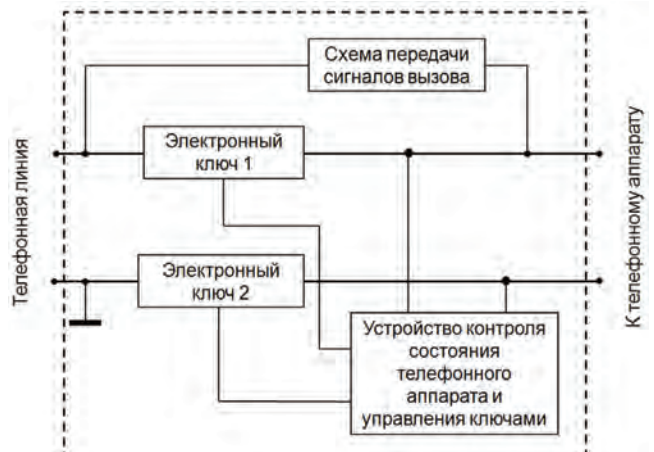 Схема передачи
сигналов вызова
Электронный
ключ 1
Телефонная линия
К телефонному аппарату
Электронный
ключ 2
Устройство контроля
состояния
телефонного
аппарата и
управления ключами